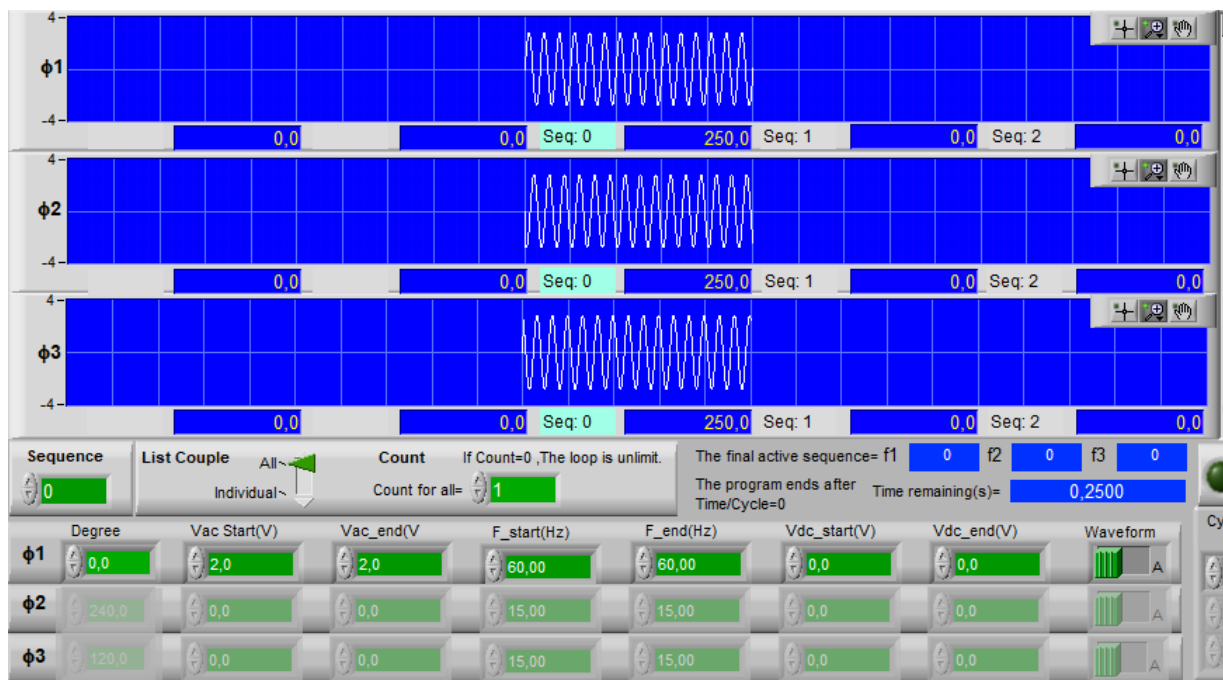 4
ϕ1
-4
0,0 0,0 Seq: 0 250,0 Seq: 1 0,0 Seq: 2 0,0
4
ϕ2
-4
0,0 0,0 Seq: 0 250,0 Seq: 1 0,0 Seq: 2 0,0
4
ϕ3
-4
0,0 0,0 Seq: 0 250,0 Seq: 1 0,0 Seq: 2 0,0
Sequence List Couple All Count If Count=0 ,The loop is unlimit. The final active sequence= f1 0 f2 0 f3 0
0 Individual Count for all= 1 The program ends after Time remaining(s)= 0,2500
Time/Cycle=0
Degree Vac Start(V) Vac_end(V F_start(Hz) F_end(Hz) Vdc_start(V) Vdc_end(V) Waveform Cy
ϕ1 0,0 2,0 2,0 60,00 60,00 0,0 0,0 A
ϕ2 240,0 0,0 0,0 15,00 15,00 0,0 0,0 A
ϕ3 120,0 0,0 0,0 15,00 15,00 0,0 0,0 A